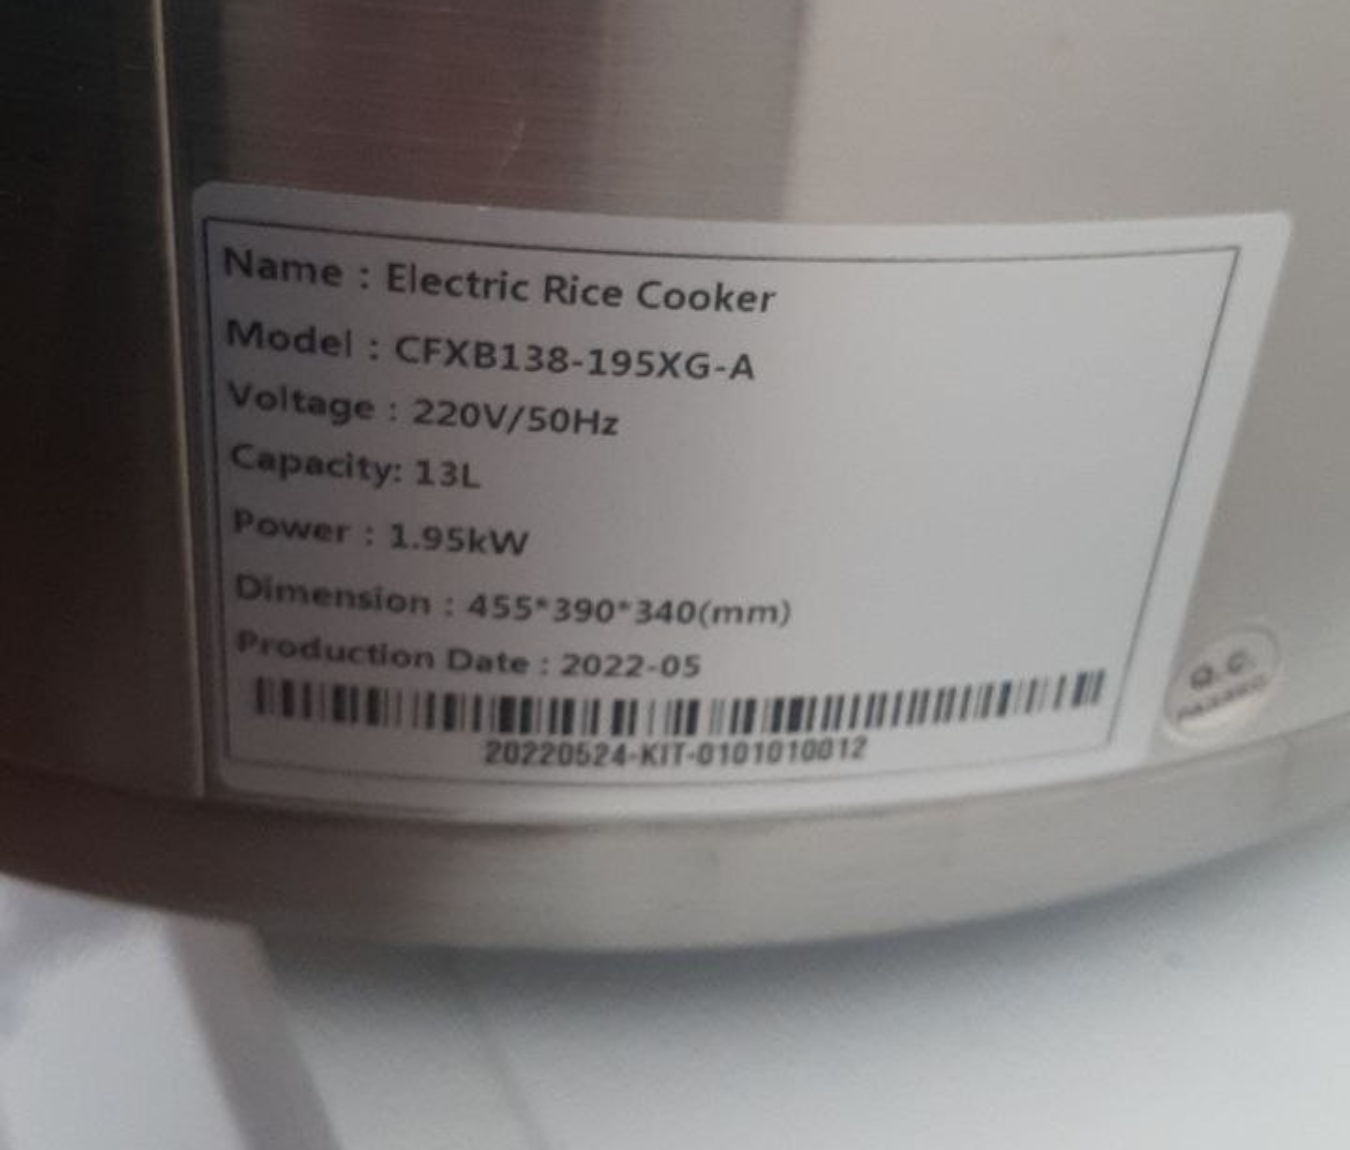 Name : Electric Rice Cooker
Model : CFXB138-195XG-A
Voltage : 220V/50Hz
Capacity: 13L
Power : 1.95kW
Dimension : 455*390*340(mm)
Production Date : 2022-05
20220524-KIT-0101010012
Q.C.
PASSED